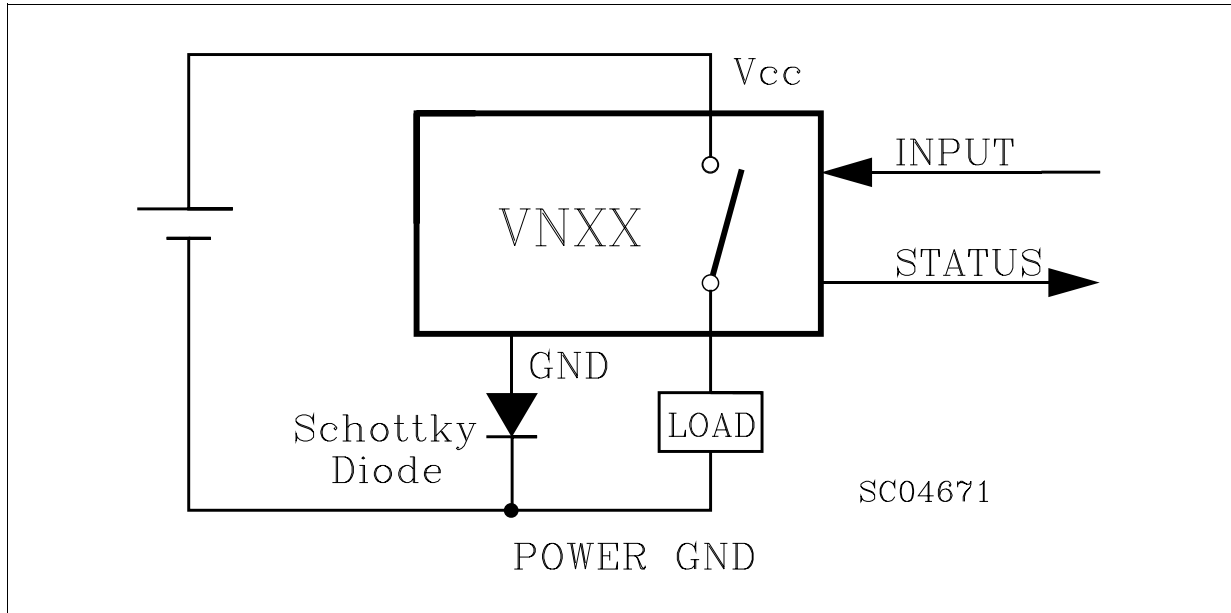 Vcc
INPUT
VNXX
STATUS
GND
Schottky
Diode
LOAD
SC04671
POWER GND